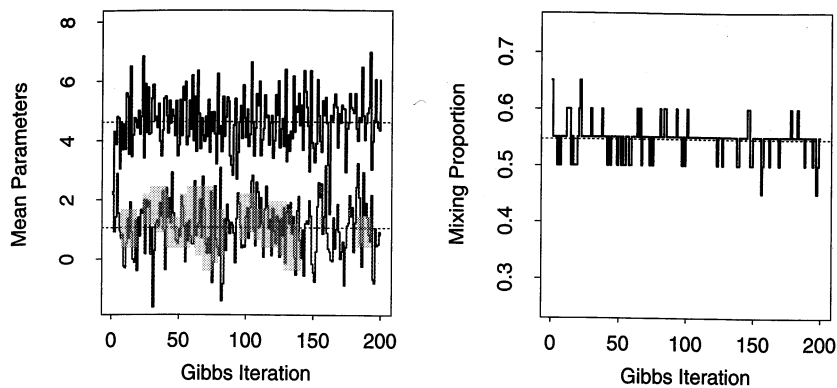 Mean Parameters
8
6
4
2
0
0 50 100 150 200
Gibbs Iteration
Mixing Proportion
0.7
0.6
0.5
0.4
0.3
0 50 100 150 200
Gibbs Iteration